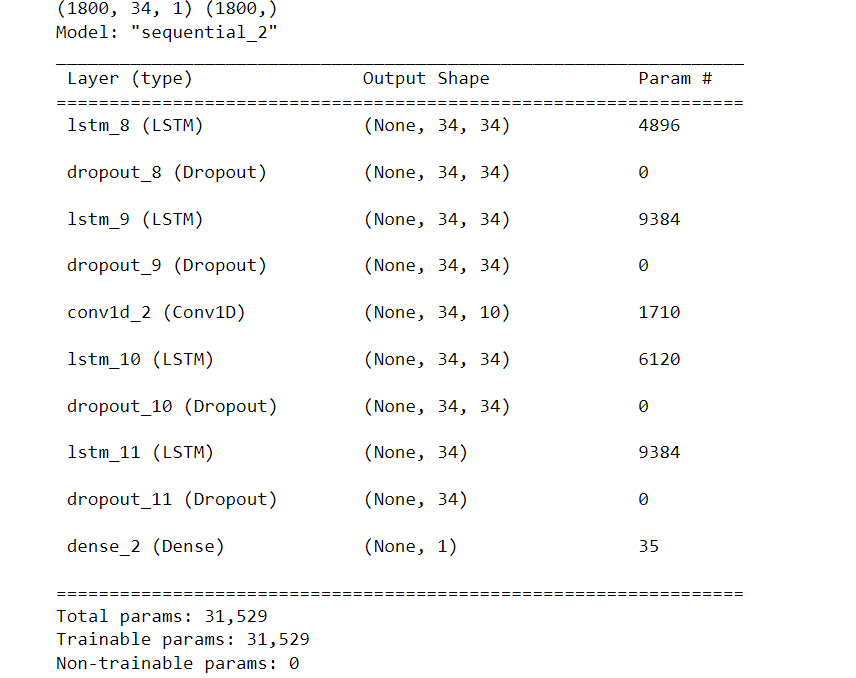 (1800, 34, 1) (1800,)
Model: "sequential_2"
_________________________________________________________________
Layer (type) Output Shape Param #
=================================================================
lstm_8 (LSTM) (None, 34, 34) 4896
dropout_8 (Dropout) (None, 34, 34) 0
lstm_9 (LSTM) (None, 34, 34) 9384
dropout_9 (Dropout) (None, 34, 34) 0
conv1d_2 (Conv1D) (None, 34, 10) 1710
lstm_10 (LSTM) (None, 34, 34) 6120
dropout_10 (Dropout) (None, 34, 34) 0
lstm_11 (LSTM) (None, 34) 9384
dropout_11 (Dropout) (None, 34) 0
dense_2 (Dense) (None, 1) 35
=================================================================
Total params: 31,529
Trainable params: 31,529
Non-trainable params: 0